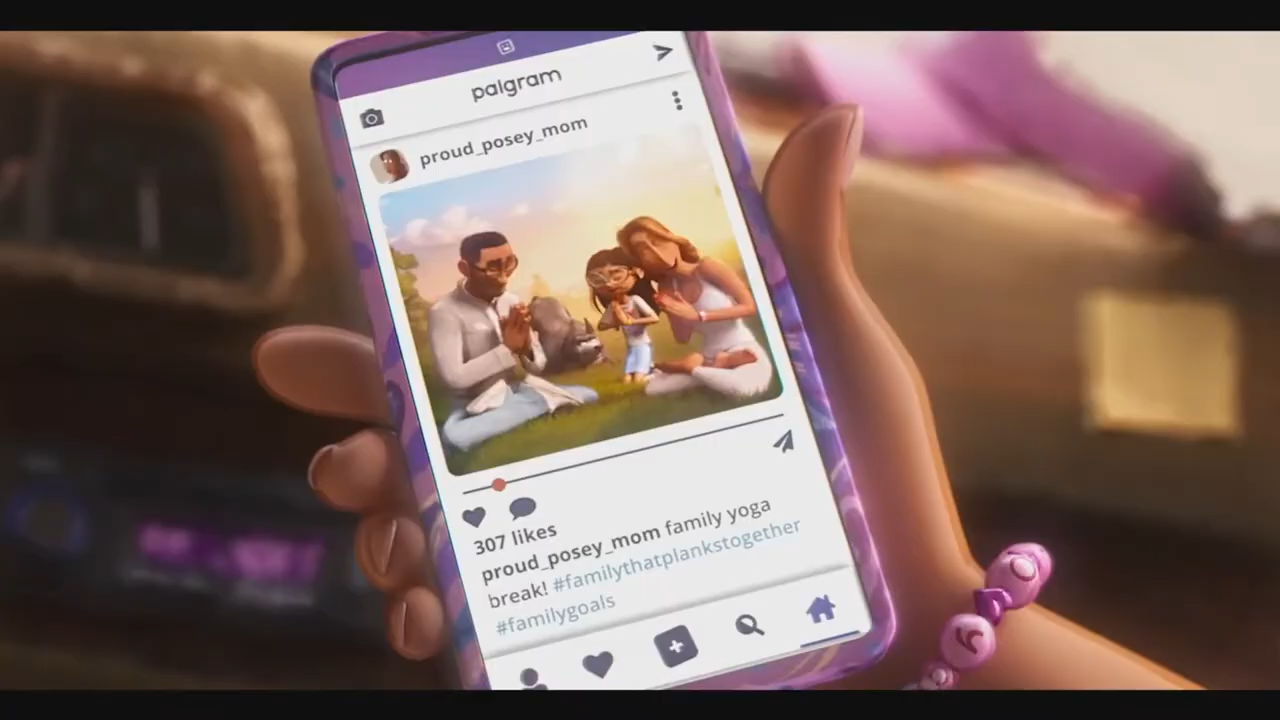 palgram
proud_posey_mom
307 likes
proud_posey_mom family yoga
break! #familythatplankstogether
#familygoals